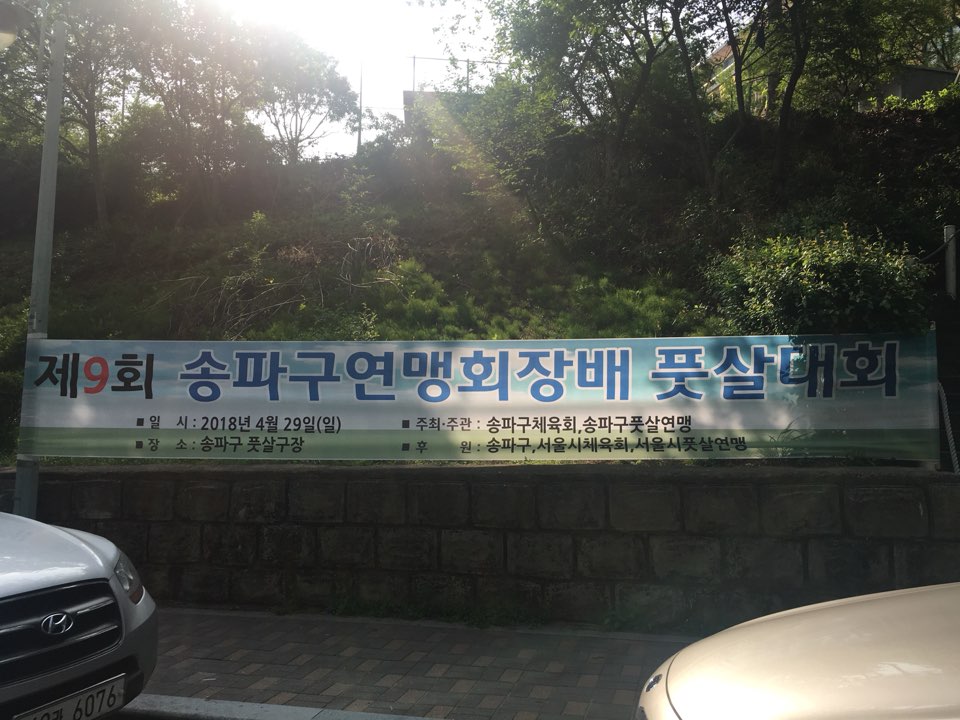 제9회 송파구연맹회장배 풋살대회
■ 일 시 : 2018년 4월 29일(일) ■ 주최·주관 : 송파구체육회,송파구풋살연맹
■ 장 소 : 송파구 풋살구장 ■ 후 원 : 송파구,서울시체육회,서울시풋살연맹
6076